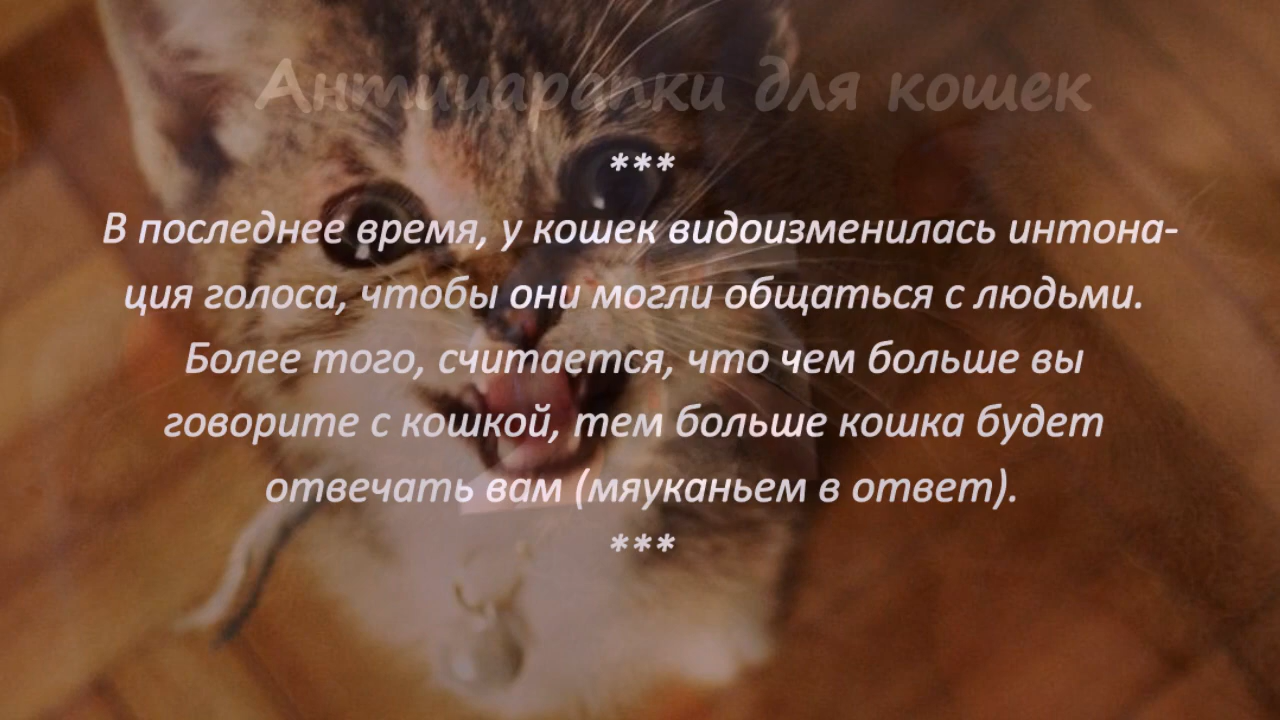 Антицарапки для кошек
***
В последнее время, у кошек видоизменилась интона-
ция голоса, чтобы они могли общаться с людьми.
Более того, считается, что чем больше вы
говорите с кошкой, тем больше кошка будет
отвечать вам (мяуканьем в ответ).
***